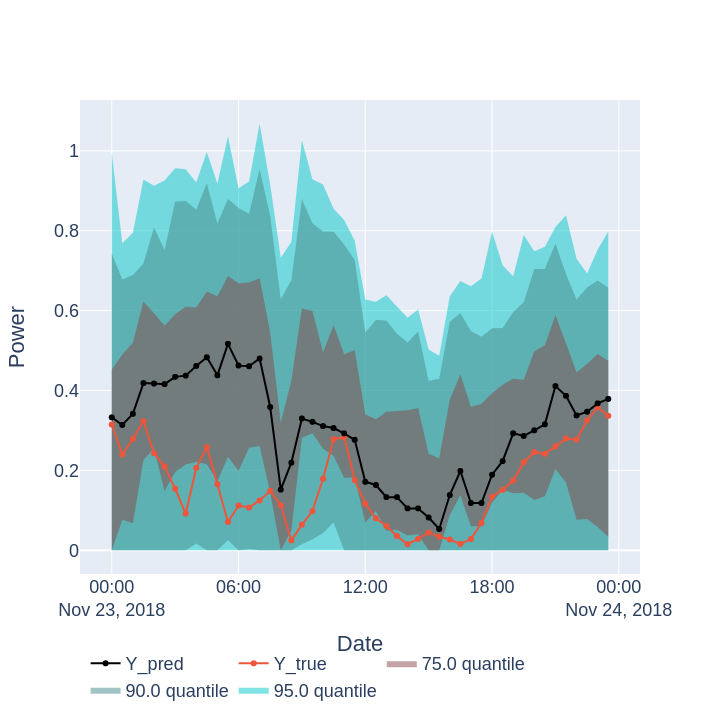 1
0.8
0.6
0.4
0.2
0
Power
00:00 06:00 12:00 18:00 00:00
Nov 23, 2018 Nov 24, 2018
Date
Y_pred Y_true 75.0 quantile
90.0 quantile 95.0 quantile